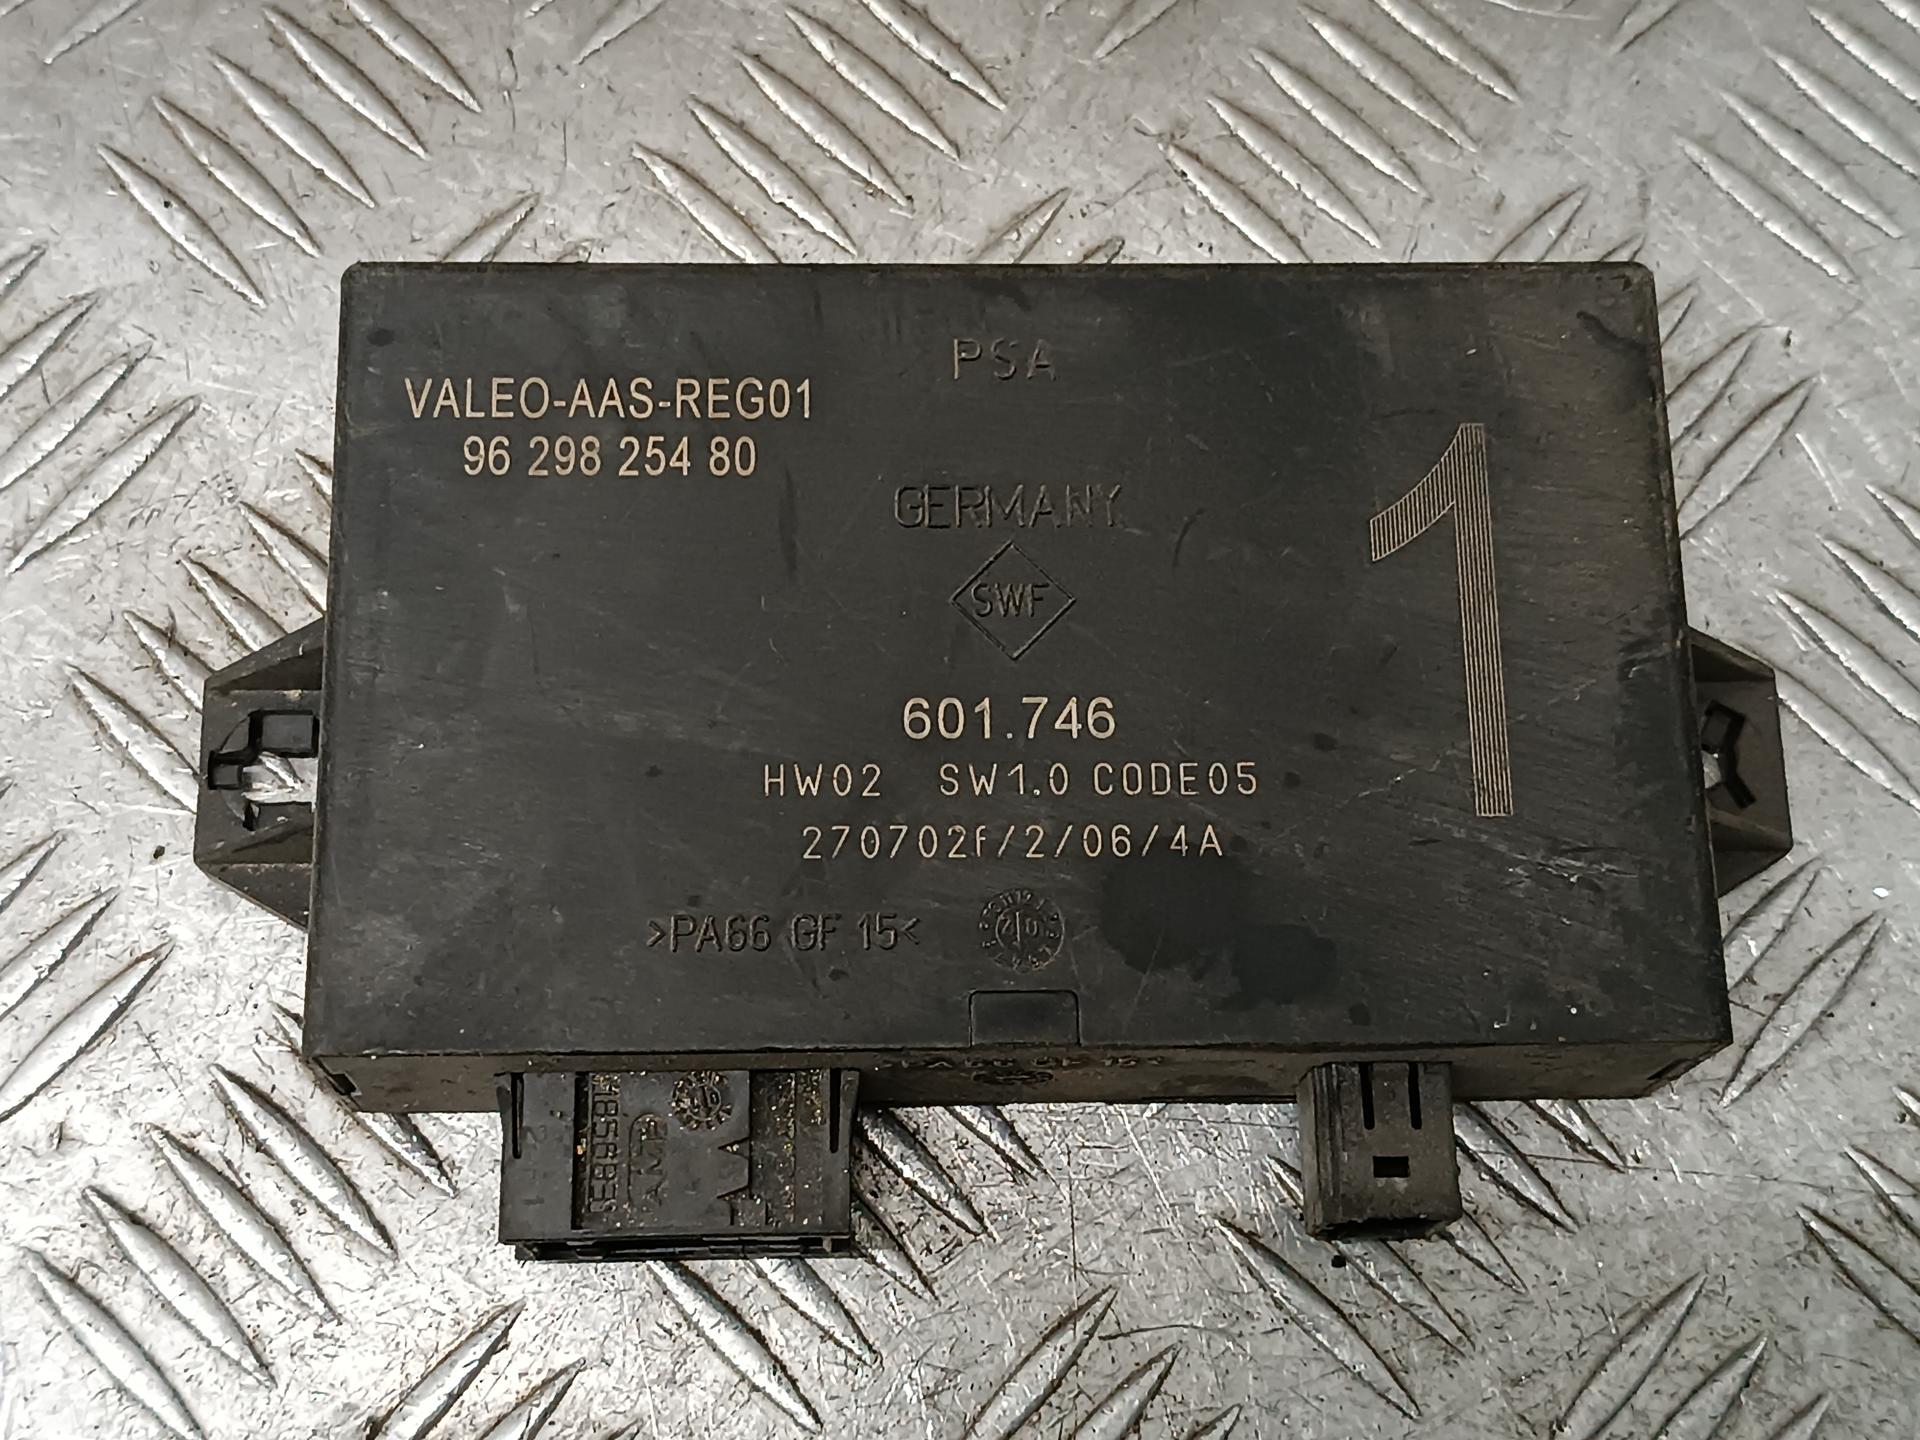 PSA
VALEO-AAS-REG01
96 298 254 80
GERMANY
SWF
1
601.746
HW02 SW1.0 CODE05
270702f/2/06/4A
>PA66 GF 15<
AMP